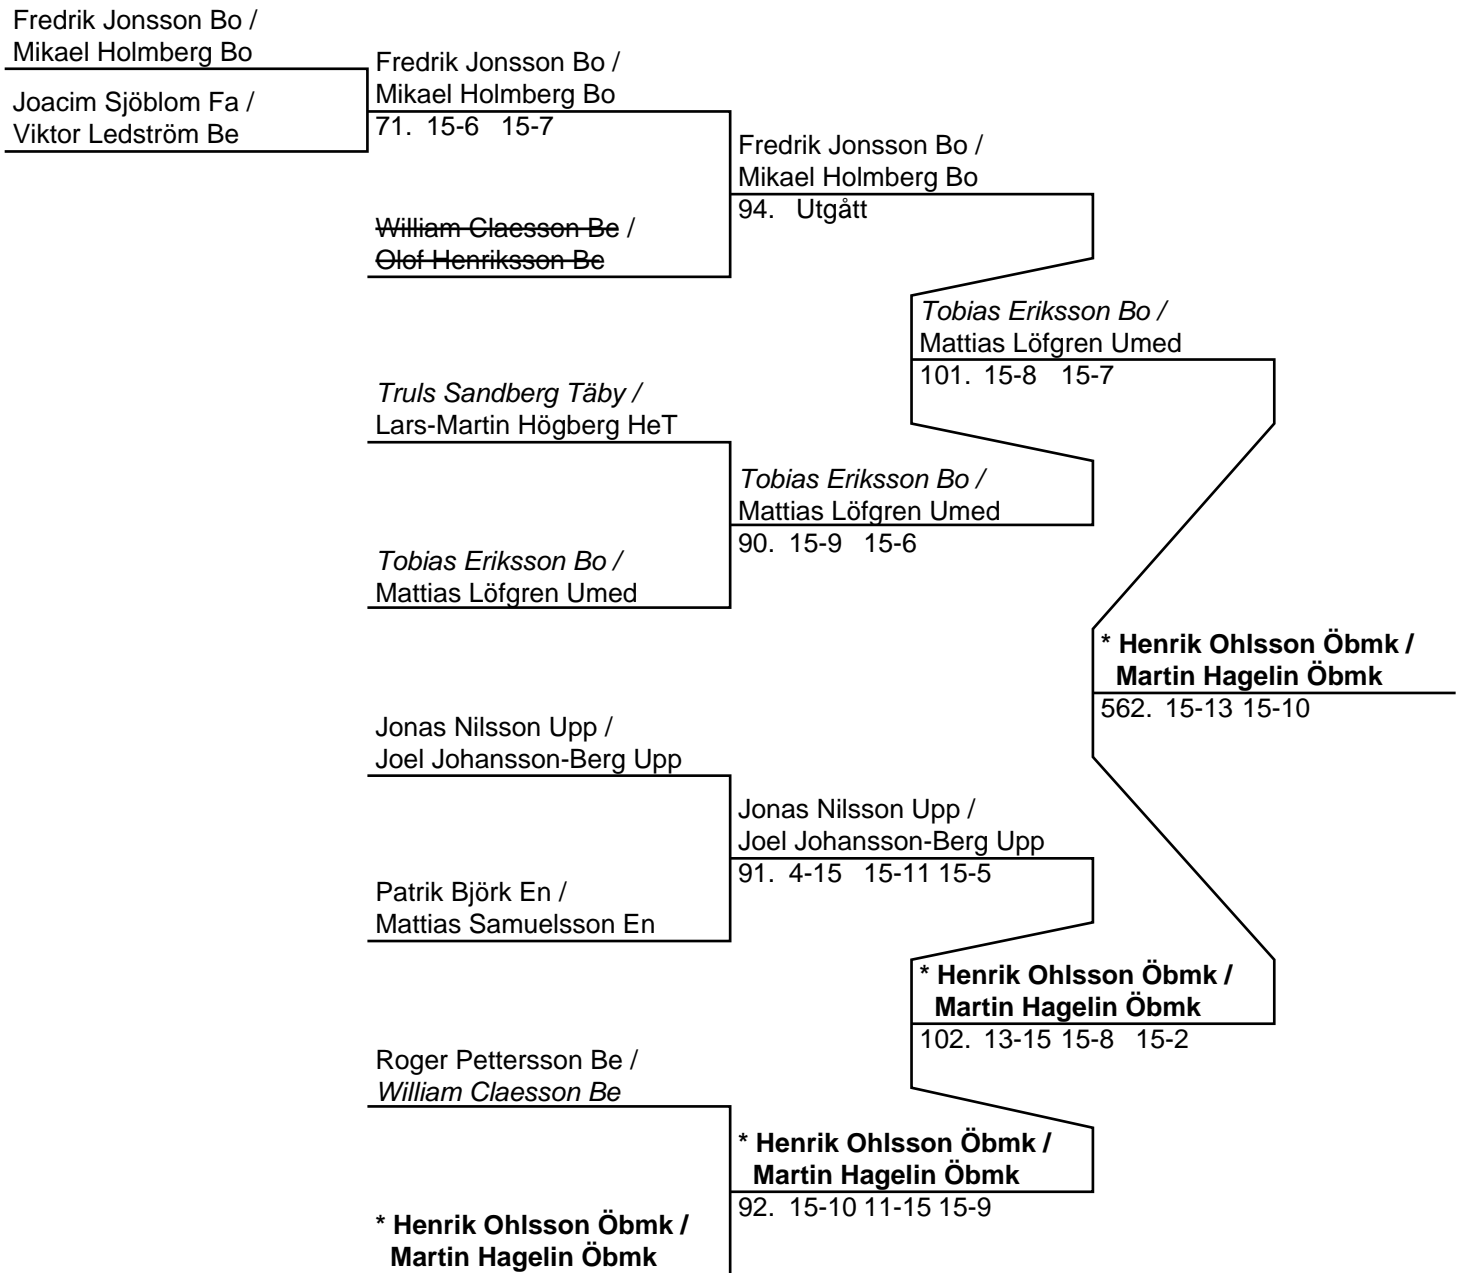 Fredrik Jonsson Bo /
Mikael Holmberg Bo
Joacim Sjöblom Fa /
Viktor Ledström Be
Fredrik Jonsson Bo /
Mikael Holmberg Bo
71. 15-6 15-7
William Claesson Be /
Olof Henriksson Be
Fredrik Jonsson Bo /
Mikael Holmberg Bo
94. Utgått
Truls Sandberg Täby /
Lars-Martin Högberg HeT
Tobias Eriksson Bo /
Mattias Löfgren Umed
Tobias Eriksson Bo /
Mattias Löfgren Umed
90. 15-9 15-6
Tobias Eriksson Bo /
Mattias Löfgren Umed
101. 15-8 15-7
Jonas Nilsson Upp /
Joel Johansson-Berg Upp
Patrik Björk En /
Mattias Samuelsson En
Jonas Nilsson Upp /
Joel Johansson-Berg Upp
91. 4-15 15-11 15-5
Roger Pettersson Be /
William Claesson Be
* Henrik Ohlsson Öbmk /
Martin Hagelin Öbmk
* Henrik Ohlsson Öbmk /
Martin Hagelin Öbmk
92. 15-10 11-15 15-9
* Henrik Ohlsson Öbmk /
Martin Hagelin Öbmk
102. 13-15 15-8 15-2
* Henrik Ohlsson Öbmk /
Martin Hagelin Öbmk
562. 15-13 15-10